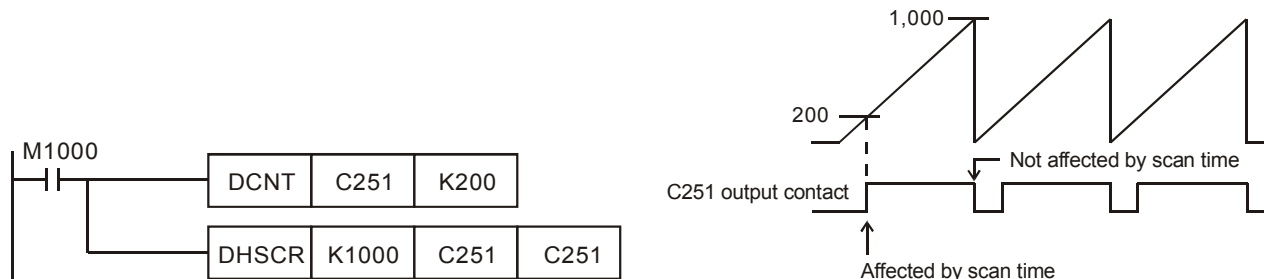 M1000
DCNT C251 K200
DHSCR K1000 C251 C251
1,000
200
Not affected by scan time
C251 output contact
Affected by scan time